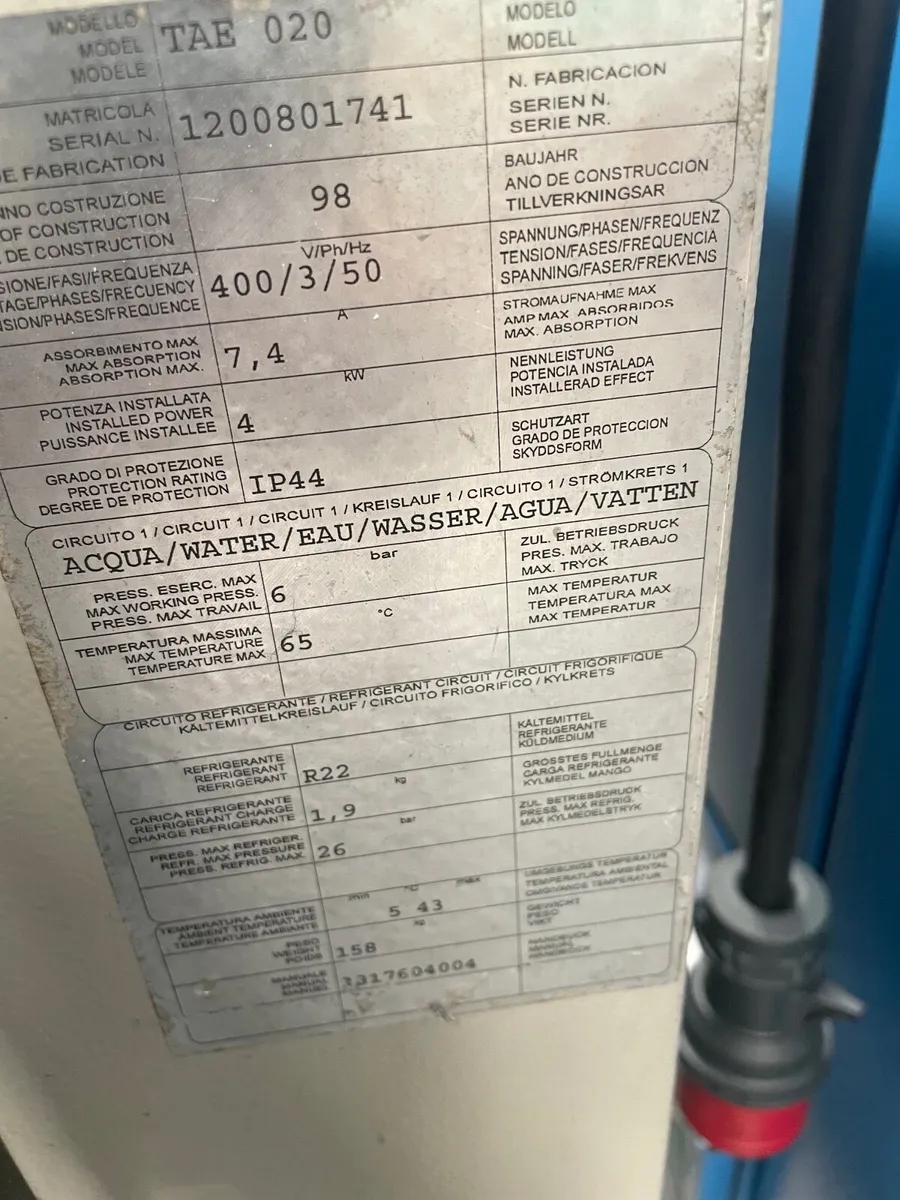 MODELLO
MODEL
MODELE
TAE 020
MODELO
MODELL
MATRICOLA
SERIAL N.
DE FABRICATION
1200801741
N. FABRICACION
SERIEN N.
SERIE NR.
NNO COSTRUZIONE
OF CONSTRUCTION
DE CONSTRUCTION
98
BAUJAHR
ANO DE CONSTRUCCION
TILLVERKNINGSAR
SIONE/FASI/FREQUENZA
TAGE/PHASES/FRECUENCY
SION/PHASES/FREQUENCE
V/Ph/Hz
400/3/50
SPANNUNG/PHASEN/FREQUENZ
TENSION/FASES/FREQUENCIA
SPANNING/FASER/FREKVENS
ASSORBIMENTO MAX
MAX ABSORPTION
ABSORPTION MAX.
A
7,4
STROMAUFNAHME MAX
AMP MAX ABSORBIDOS
MAX. ABSORPTION
POTENZA INSTALLATA
INSTALLED POWER
PUISSANCE INSTALLEE
kW
4
NENNLEISTUNG
POTENCIA INSTALADA
INSTALLERAD EFFECT
GRADO DI PROTEZIONE
PROTECTION RATING
DEGREE DE PROTECTION
IP44
SCHUTZART
GRADO DE PROTECCION
SKYDDSFORM
CIRCUITO 1 / CIRCUIT 1 / CIRCUIT 1 / KREISLAUF 1 / CIRCUITO 1 / STRÖMKRETS 1
ACQUA/WATER/EAU/WASSER/AGUA/VATTEN
PRESS. ESERC. MAX
MAX WORKING PRESS.
PRESS. MAX TRAVAIL
bar
6
ZUL. BETRIEBSDRUCK
PRES. MAX. TRABAJO
MAX. TRYCK
TEMPERATURA MASSIMA
MAX TEMPERATURE
TEMPERATURE MAX
°C
65
MAX TEMPERATUR
TEMPERATURA MAX
MAX TEMPERATUR
CIRCUITO REFRIGERANTE / REFRIGERANT CIRCUIT / CIRCUIT FRIGORIFIQUE
KÄLTEMITTELKREISLAUF / CIRCUITO FRIGORIFICO / KYLKRETS
REFRIGERANTE
REFRIGERANT
REFRIGERANT
R22
KÄLTEMITTEL
REFRIGERANTE
KÜLDMEDIUM
CARICA REFRIGERANTE
REFRIGERANT CHARGE
CHARGE REFRIGERANTE
kg
1,9
GROSSTES FULLMENGE
CARGA REFRIGERANTE
KYLMEDEL MANGO
PRESS. MAX REFRIGER.
REFR. MAX PRESSURE
PRESS. REFRIG. MAX.
bar
26
ZUL. BETRIEBSDRUCK
PRESS. MAX REFRIG.
MAX KYLMEDELSTRYK
TEMPERATURA AMBIENTE
AMBIENT TEMPERATURE
TEMPERATURE AMBIANTE
min °C max
5 43
UMGEBUNGS TEMPERATUR
TEMPERATURA AMBIENTAL
OMGIVANDE TEMPERATUR
PESO
WEIGHT
POIDS
kg
158
GEWICHT
PESO
VIKT
MANUALE
MANUAL
MANUEL
1317604004
HANDBUCH
MANUAL
HANDBOCK